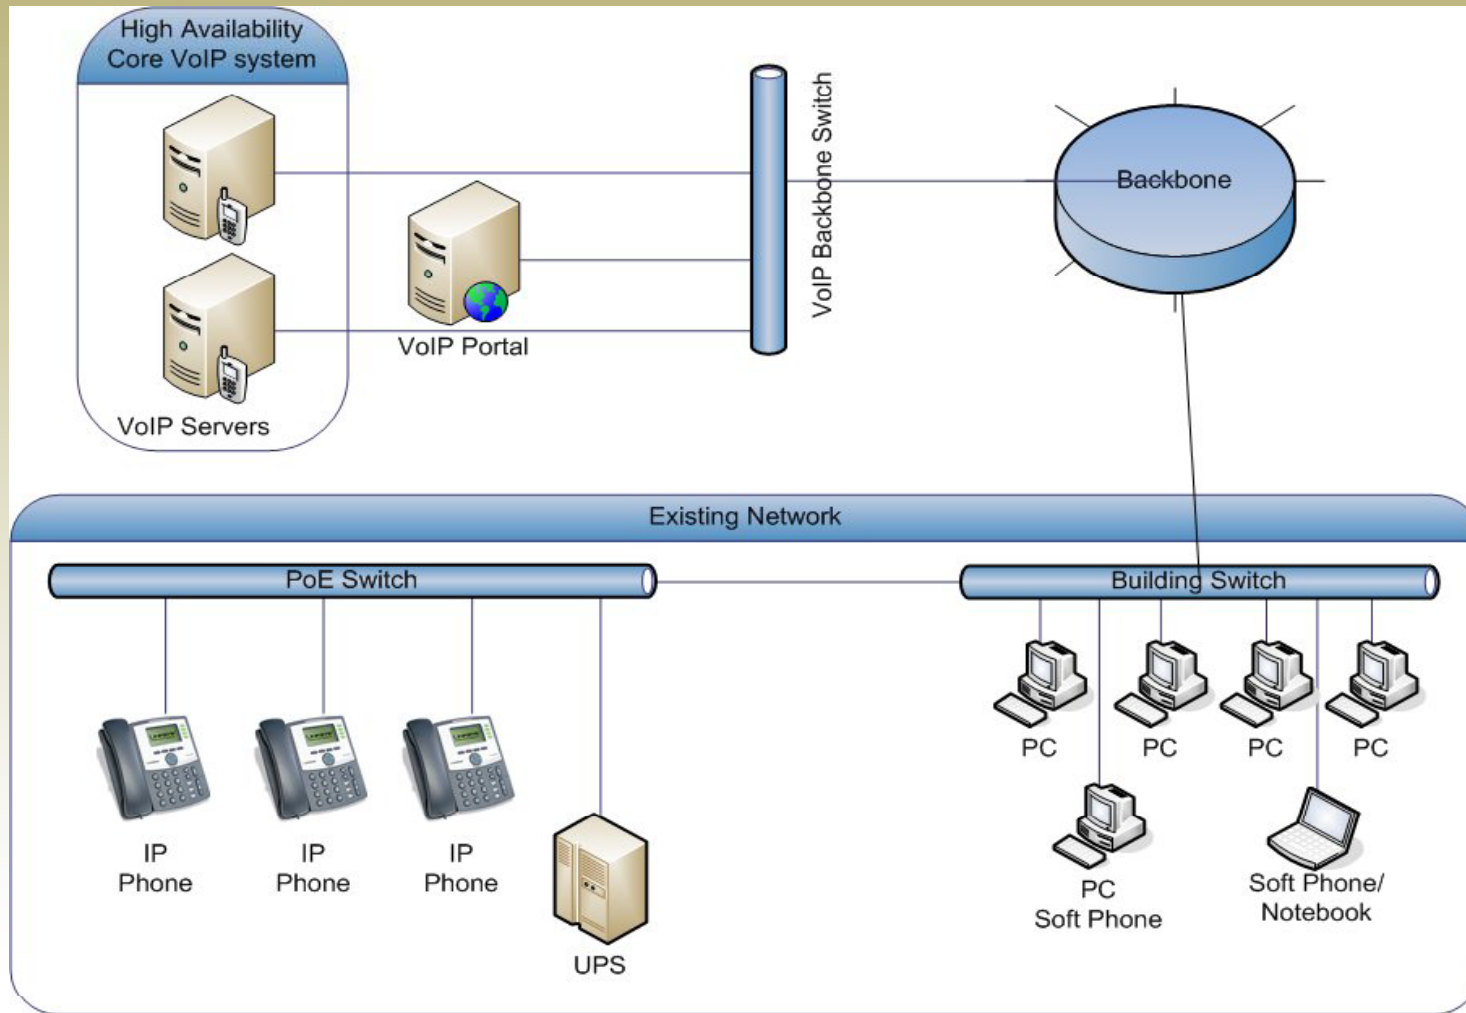 High Availability
Core VoIP system
VoIP Servers
VoIP Portal
VoIP Backbone Switch
Backbone
Existing Network
PoE Switch
Building Switch
IP
Phone
IP
Phone
IP
Phone
UPS
PC
PC
PC
PC
PC
Soft Phone
Soft Phone/
Notebook